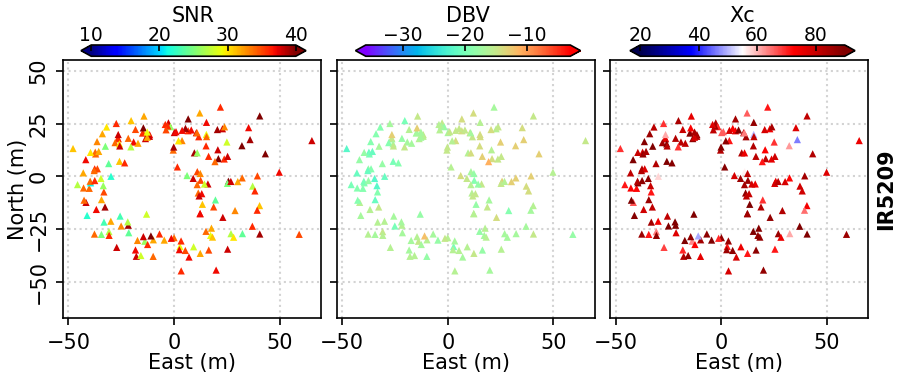 SNR DBV Xc
10 20 30 40 −30 −20 −10 20 40 60 80
50
25
0
−25
−50
North (m)
IR5209
−50 0 50 −50 0 50 −50 0 50
East (m) East (m) East (m)